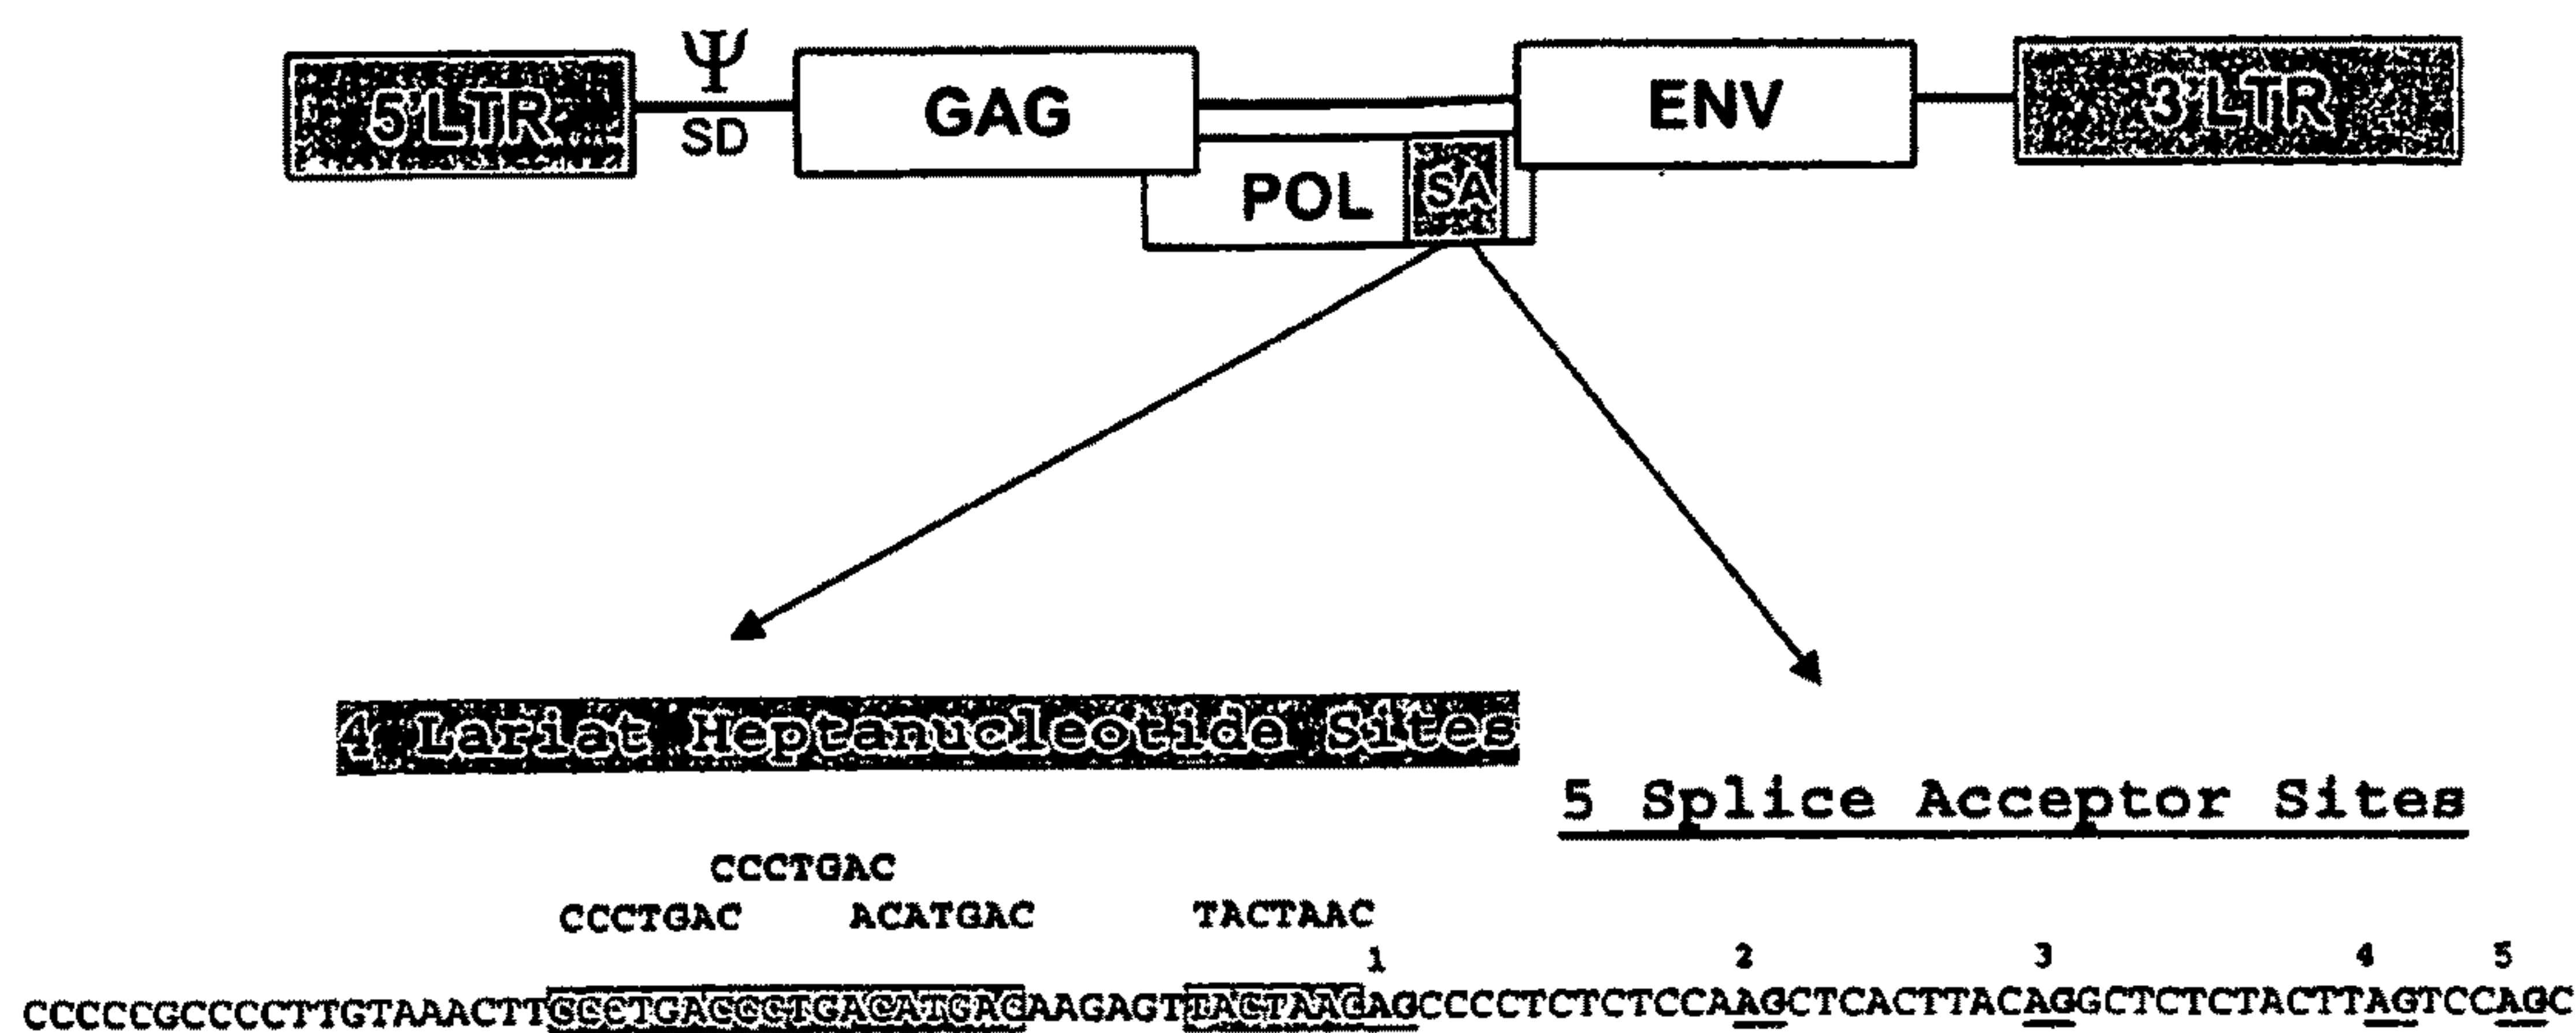 Ψ
5'LTR SD GAG ENV 3'LTR
POL SA
4 Lariat Heptanucleotide Sites
5 Splice Acceptor Sites
CCCTGAC
CCCTGAC ACATGAC TACTAAC
1 2 3 4 5
CCCCCGCCCCTTGTAAACTTCCCTGACCCTGACATGACAAGAGTTACTAACAGCCCCTCTCTCCAAGCTCACTTACAGGCTCTCTACTTAGTCCAGC